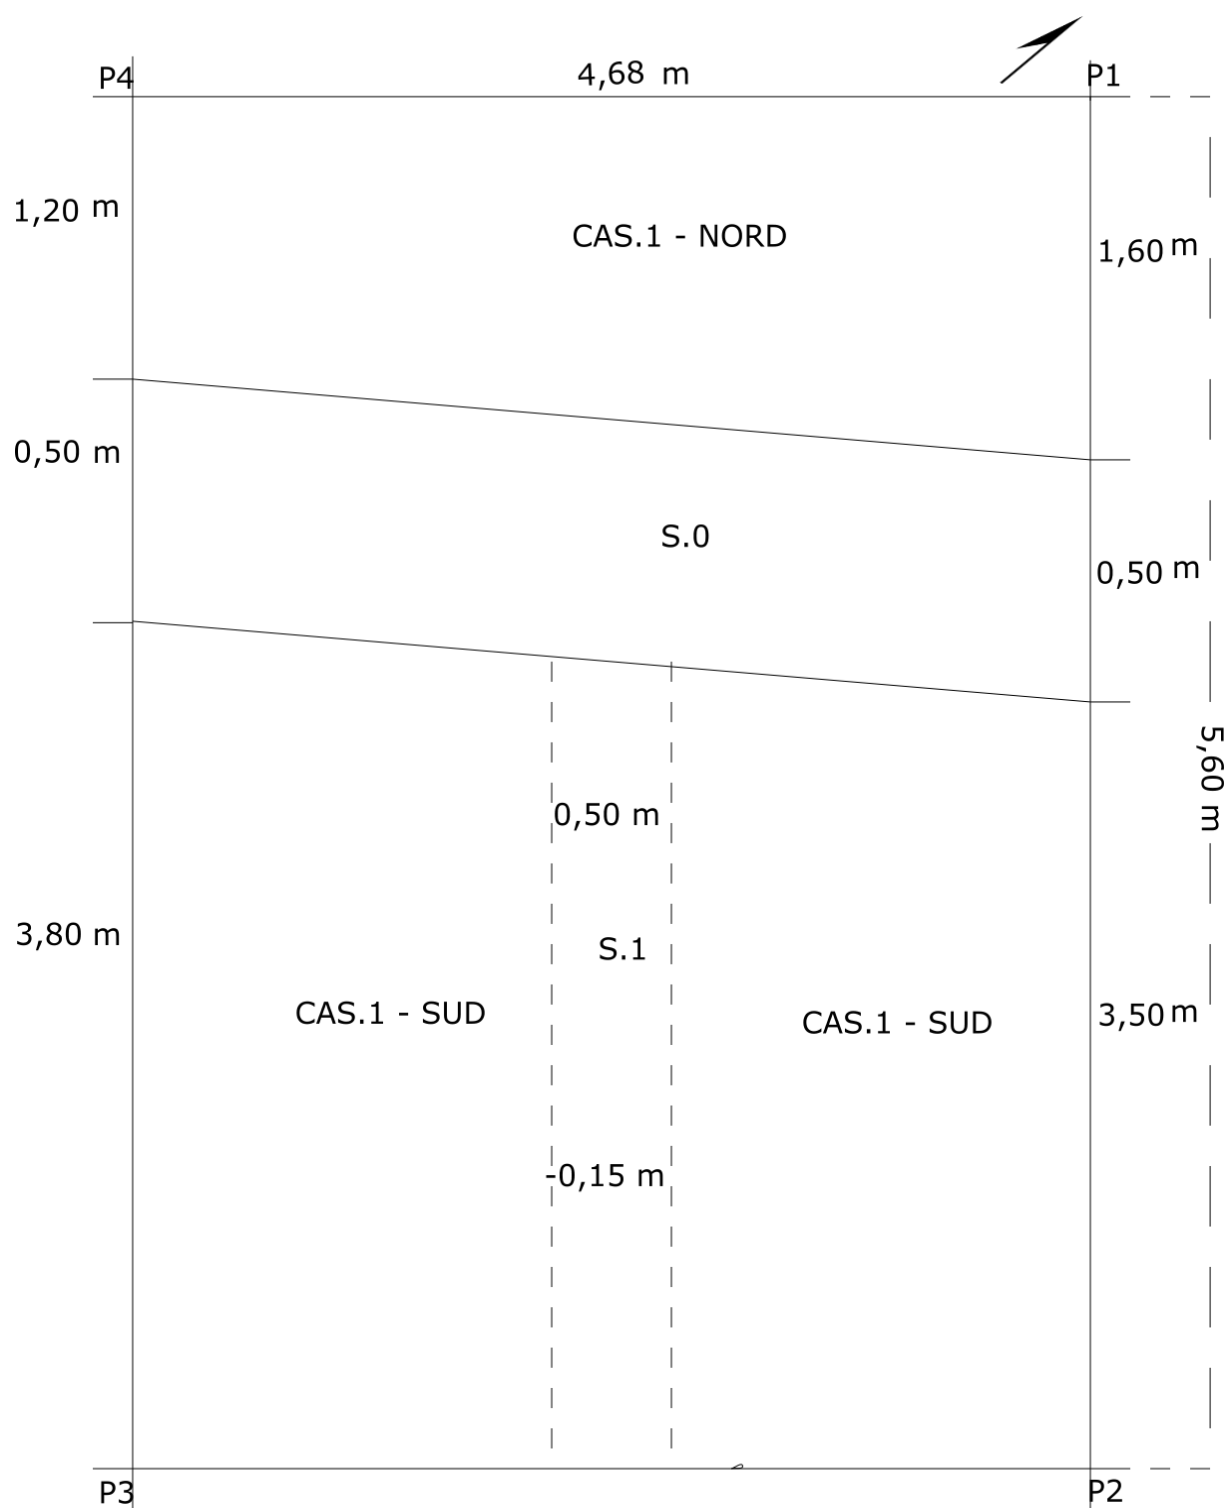 P4
4,68 m
P1
1,20 m
CAS.1 - NORD
1,60 m
0,50 m
S.0
0,50 m
5,60 m
0,50 m
3,80 m
S.1
CAS.1 - SUD
CAS.1 - SUD
3,50 m
-0,15 m
P3
P2